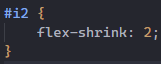 #i2 {
    flex-shrink: 2;
}